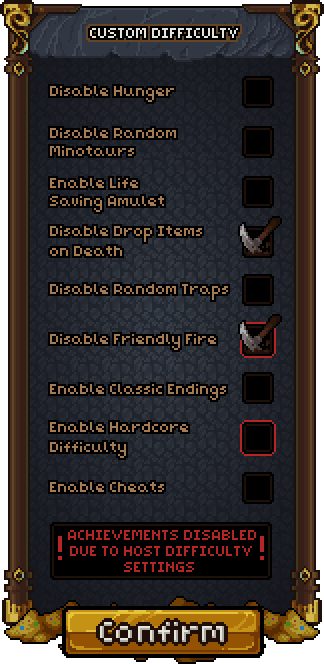 CUSTOM DIFFICULTY
Disable Hunger
Disable Random
Minotaurs
Enable Life
Saving Amulet
Disable Drop Items
on Death
Disable Random Traps
Disable Friendly Fire
Enable Classic Endings
Enable Hardcore
Difficulty
Enable Cheats
! ACHIEVEMENTS DISABLED !
DUE TO HOST DIFFICULTY
SETTINGS
Confirm